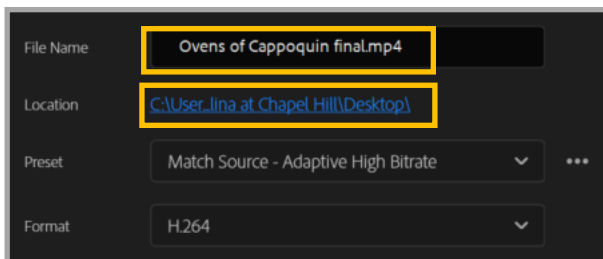 File Name Ovens of Cappoquin final.mp4
Location C:\User...lina at Chapel Hill\Desktop\
Preset Match Source - Adaptive High Bitrate
Format H.264